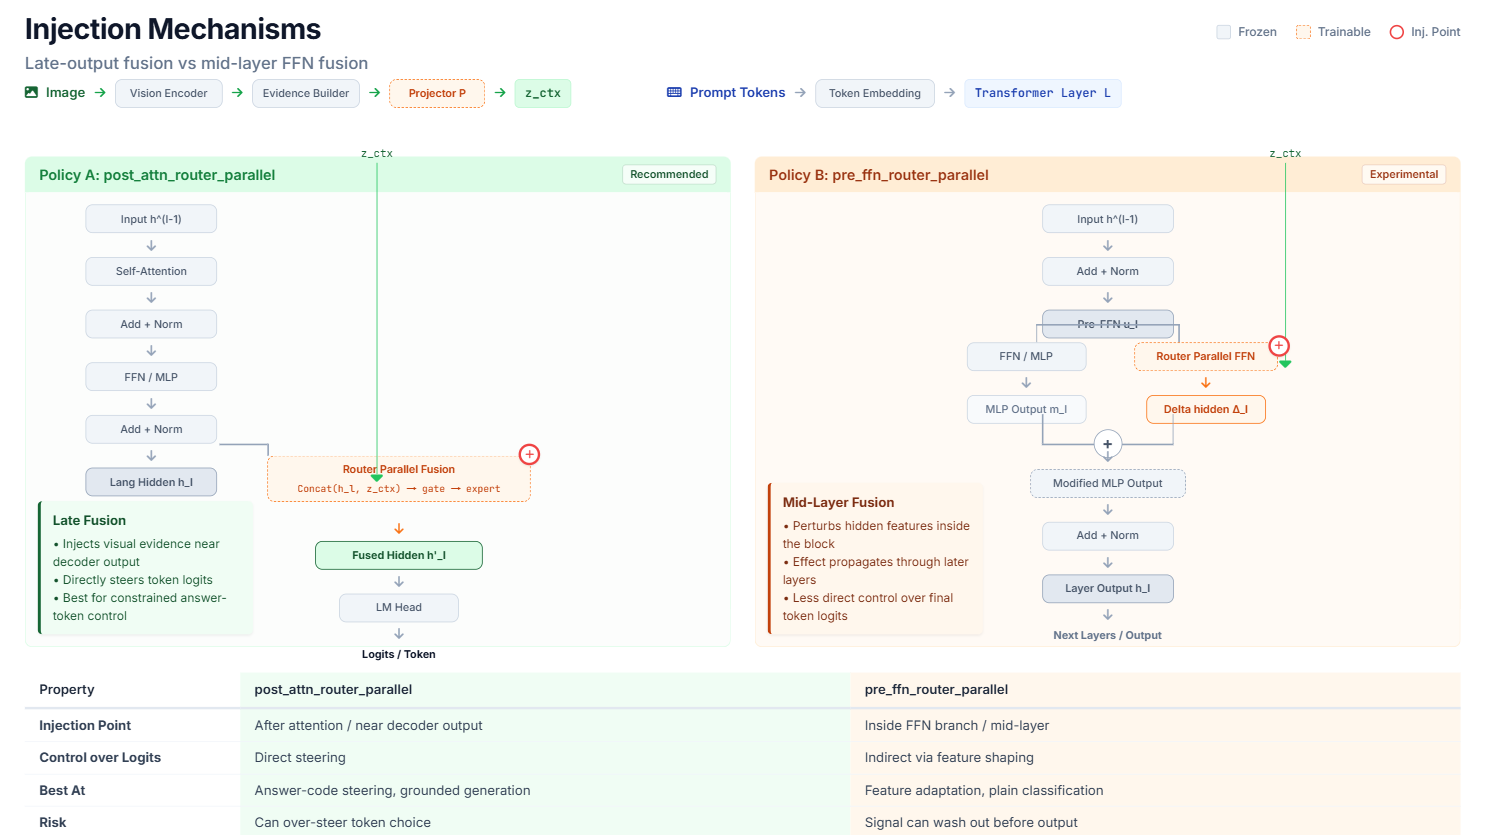 Injection Mechanisms
Late-output fusion vs mid-layer FFN fusion
Frozen
Trainable
Inj. Point
Image → Vision Encoder → Evidence Builder → Projector P → z_ctx
Prompt Tokens → Token Embedding → Transformer Layer L
z_ctx
Policy A: post_attn_router_parallel
Recommended
Input h^(l-1)
Self-Attention
Add + Norm
FFN / MLP
Add + Norm
Lang Hidden h_l
Router Parallel Fusion
Concat(h_l, z_ctx) → gate → expert
+
Fused Hidden h'_l
LM Head
Logits / Token
Late Fusion
• Injects visual evidence near
decoder output
• Directly steers token logits
• Best for constrained answer-
token control
z_ctx
Policy B: pre_ffn_router_parallel
Experimental
Input h^(l-1)
Add + Norm
Pre-FFN u_l
FFN / MLP
Router Parallel FFN
+
MLP Output m_l
Delta hidden Δ_l
+
Modified MLP Output
Add + Norm
Layer Output h_l
Next Layers / Output
Mid-Layer Fusion
• Perturbs hidden features inside
the block
• Effect propagates through later
layers
• Less direct control over final
token logits
Property post_attn_router_parallel pre_ffn_router_parallel
Injection Point After attention / near decoder output Inside FFN branch / mid-layer
Control over Logits Direct steering Indirect via feature shaping
Best At Answer-code steering, grounded generation Feature adaptation, plain classification
Risk Can over-steer token choice Signal can wash out before output